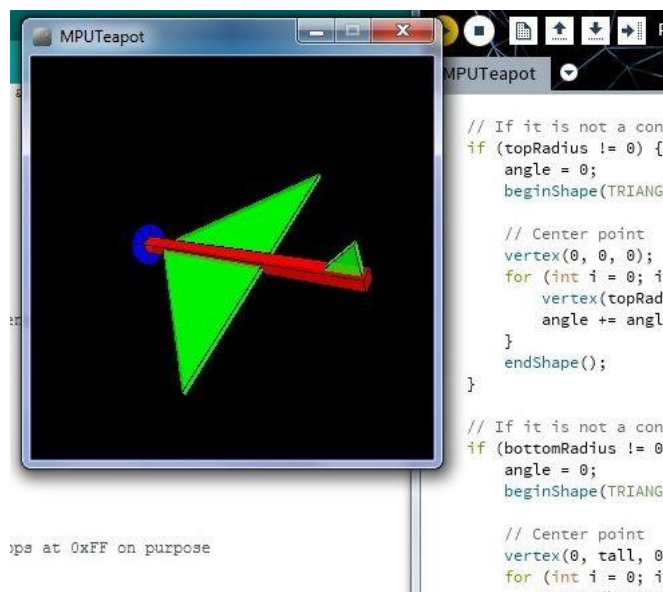 MPUTeapot
MPUTeapot
// If it is not a con
if (topRadius != 0) {
angle = 0;
beginShape(TRIANG
// Center point
vertex(0, 0, 0);
for (int i = 0; i
vertex(topRad
angle += angl
}
endShape();
}
// If it is not a con
if (bottomRadius != 0
angle = 0;
beginShape(TRIANG
// Center point
vertex(0, tall, 0
for (int i = 0; i
ops at 0xFF on purpose